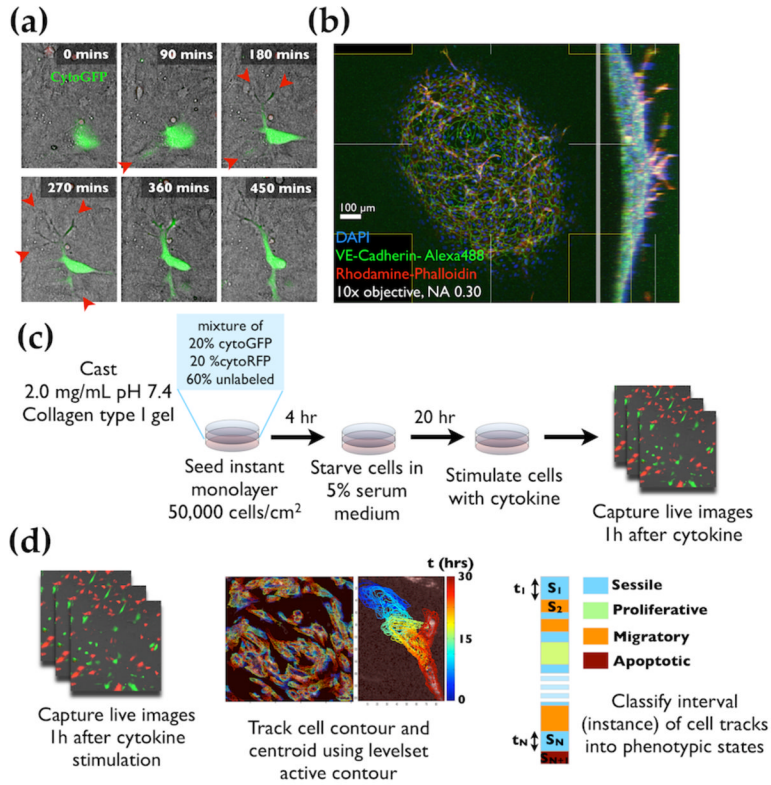 (a)
0 mins
90 mins
180 mins
CytoGFP
270 mins
360 mins
450 mins
(b)
100 µm
DAPI
VE-Cadherin- Alexa488
Rhodamine-Phalloidin
10x objective, NA 0.30
(c)
Cast
2.0 mg/mL pH 7.4
Collagen type I gel
mixture of
20% cytoGFP
20 %cytoRFP
60% unlabeled
Seed instant
monolayer
50,000 cells/cm²
4 hr
Starve cells in
5% serum
medium
20 hr
Stimulate cells
with cytokine
Capture live images
1h after cytokine
(d)
Capture live images
1h after cytokine
stimulation
t (hrs)
30
15
0
Track cell contour and
centroid using levelset
active contour
t₁
S₁
S₂
tN
SN
SN+1
Sessile
Proliferative
Migratory
Apoptotic
Classify interval
(instance) of cell tracks
into phenotypic states